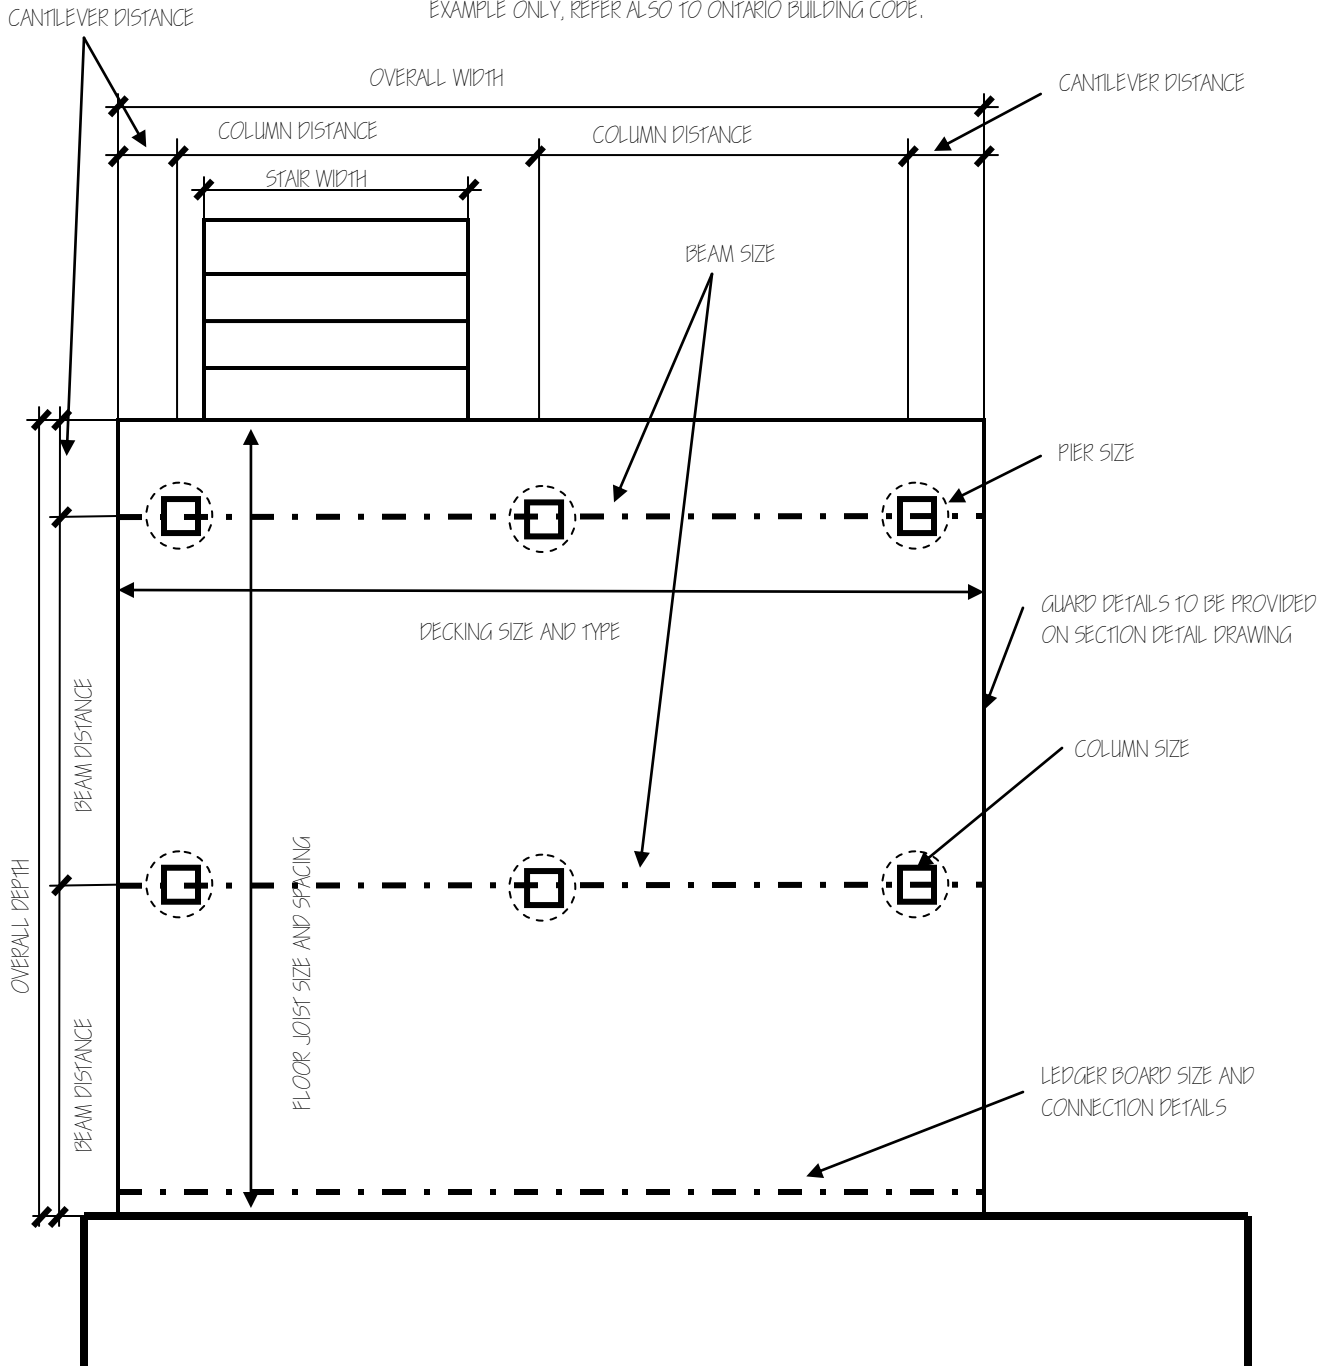 CANTILEVER DISTANCE
EXAMPLE ONLY, REFER ALSO TO ONTARIO BUILDING CODE.
OVERALL WIDTH
CANTILEVER DISTANCE
COLUMN DISTANCE
COLUMN DISTANCE
STAIR WIDTH
BEAM SIZE
PIER SIZE
GUARD DETAILS TO BE PROVIDED
ON SECTION DETAIL DRAWING
DECKING SIZE AND TYPE
BEAM DISTANCE
COLUMN SIZE
OVERALL DEPTH
FLOOR JOIST SIZE AND SPACING
BEAM DISTANCE
LEDGER BOARD SIZE AND
CONNECTION DETAILS